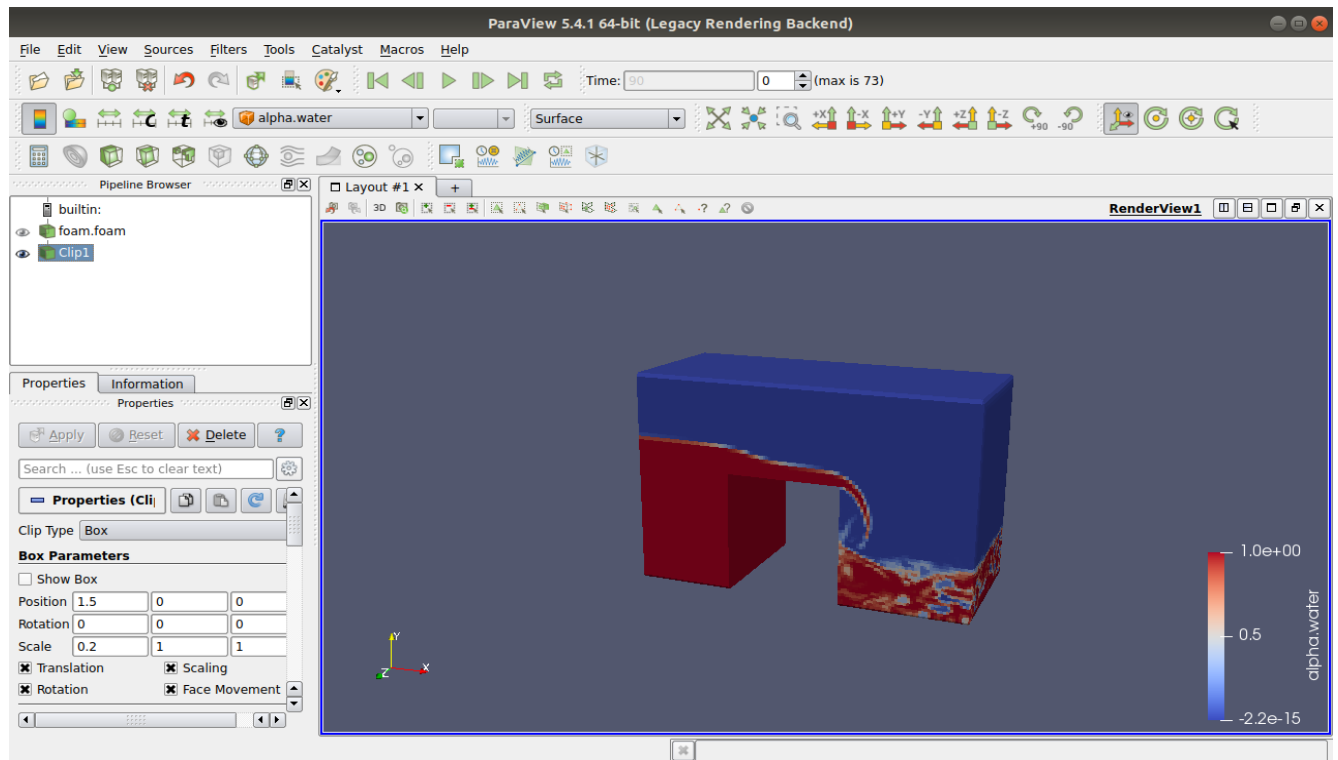 ParaView 5.4.1 64-bit (Legacy Rendering Backend)
File Edit View Sources Filters Tools Catalyst Macros Help
Time: 90 0 (max is 73)
alpha.water Surface +X -X +Y -Y +Z -Z +90 -90
Pipeline Browser
Layout #1 +
builtin:
3D
RenderView1
foam.foam
Clip1
Properties Information
Properties
Apply Reset Delete ?
Search ... (use Esc to clear text)
Properties (Cli
Clip Type Box
Box Parameters
Show Box
Position 1.5 0 0
Rotation 0 0 0
Scale 0.2 1 1
Translation Scaling
Rotation Face Movement
Y
Z X
1.0e+00
0.5
-2.2e-15
alpha.water